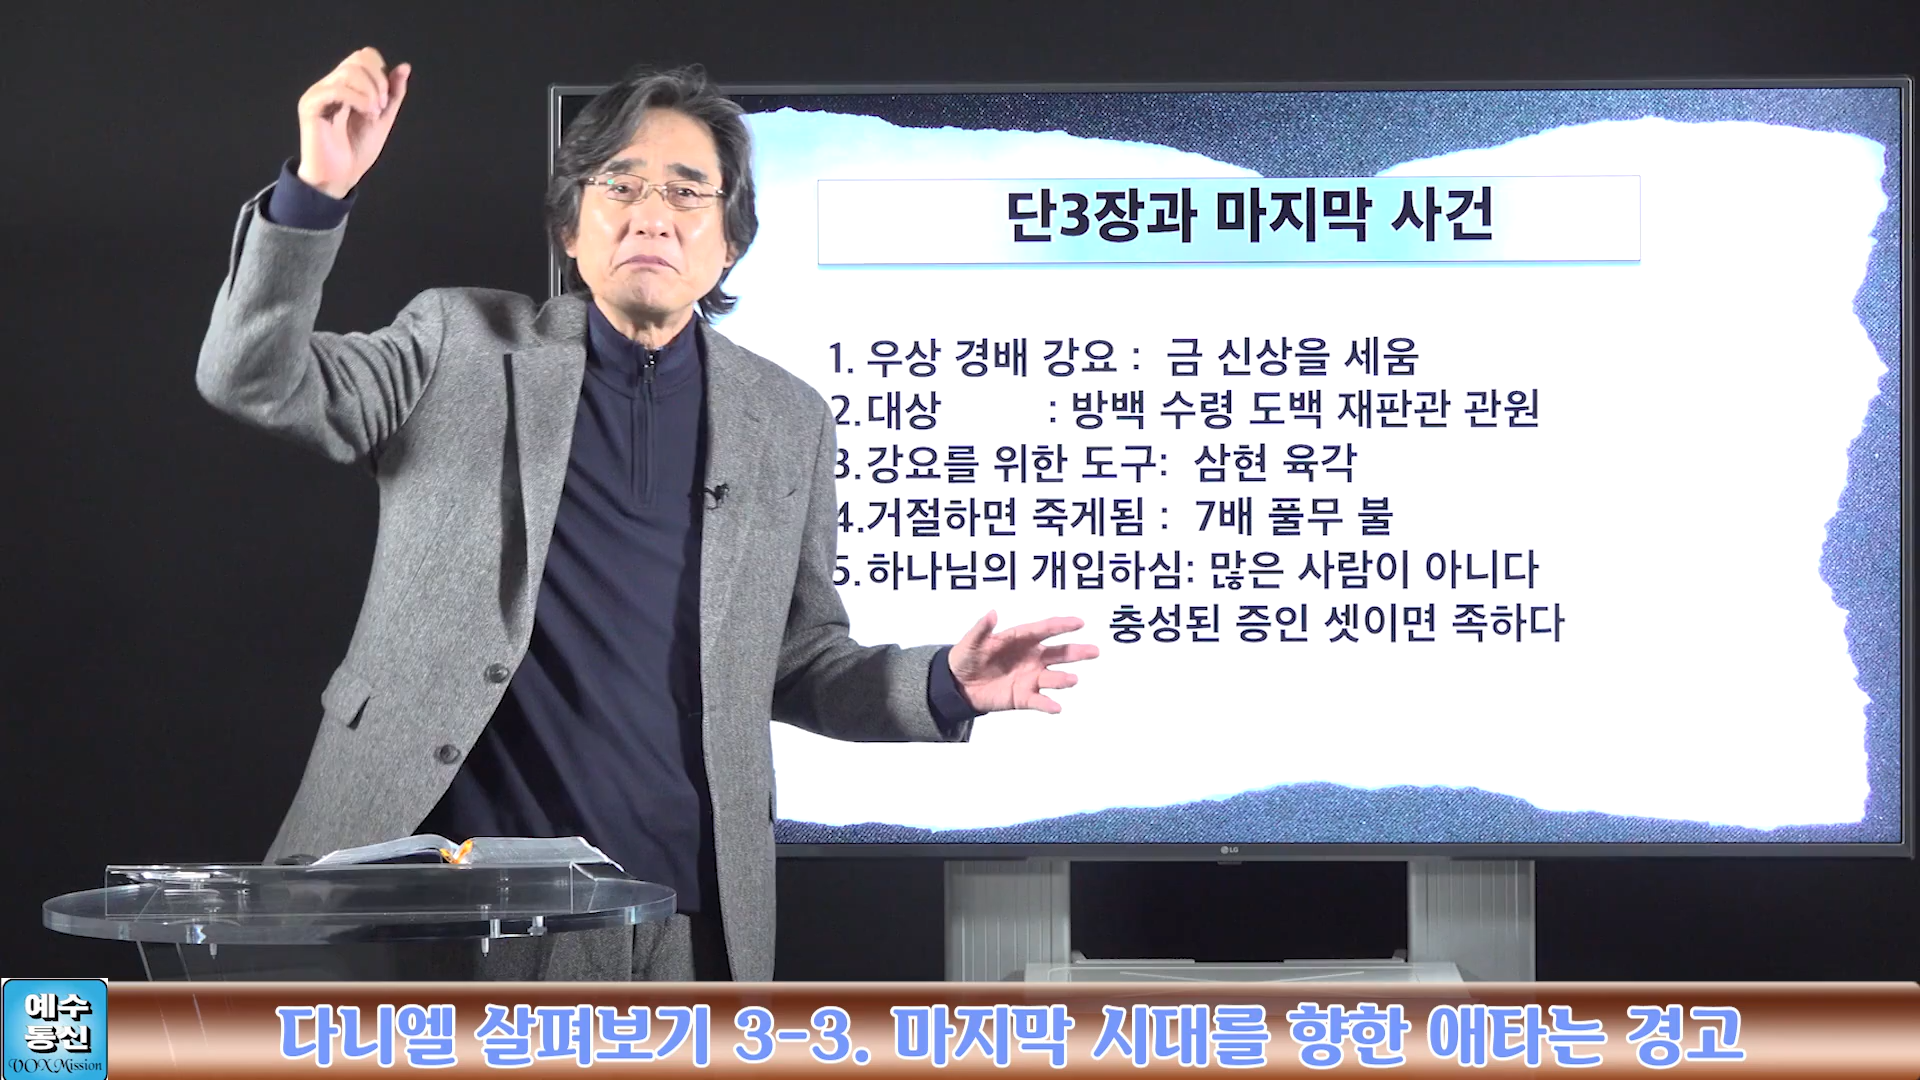 단3장과 마지막 사건
1. 우상 경배 강요 : 금 신상을 세움
2.대상 : 방백 수령 도백 재판관 관원
3.강요를 위한 도구: 삼현 육각
4.거절하면 죽게됨 : 7배 풀무 불
5.하나님의 개입하심: 많은 사람이 아니다
충성된 증인 셋이면 족하다
LG
예수
통신
VOXMission
다니엘 살펴보기 3-3. 마지막 시대를 향한 애타는 경고